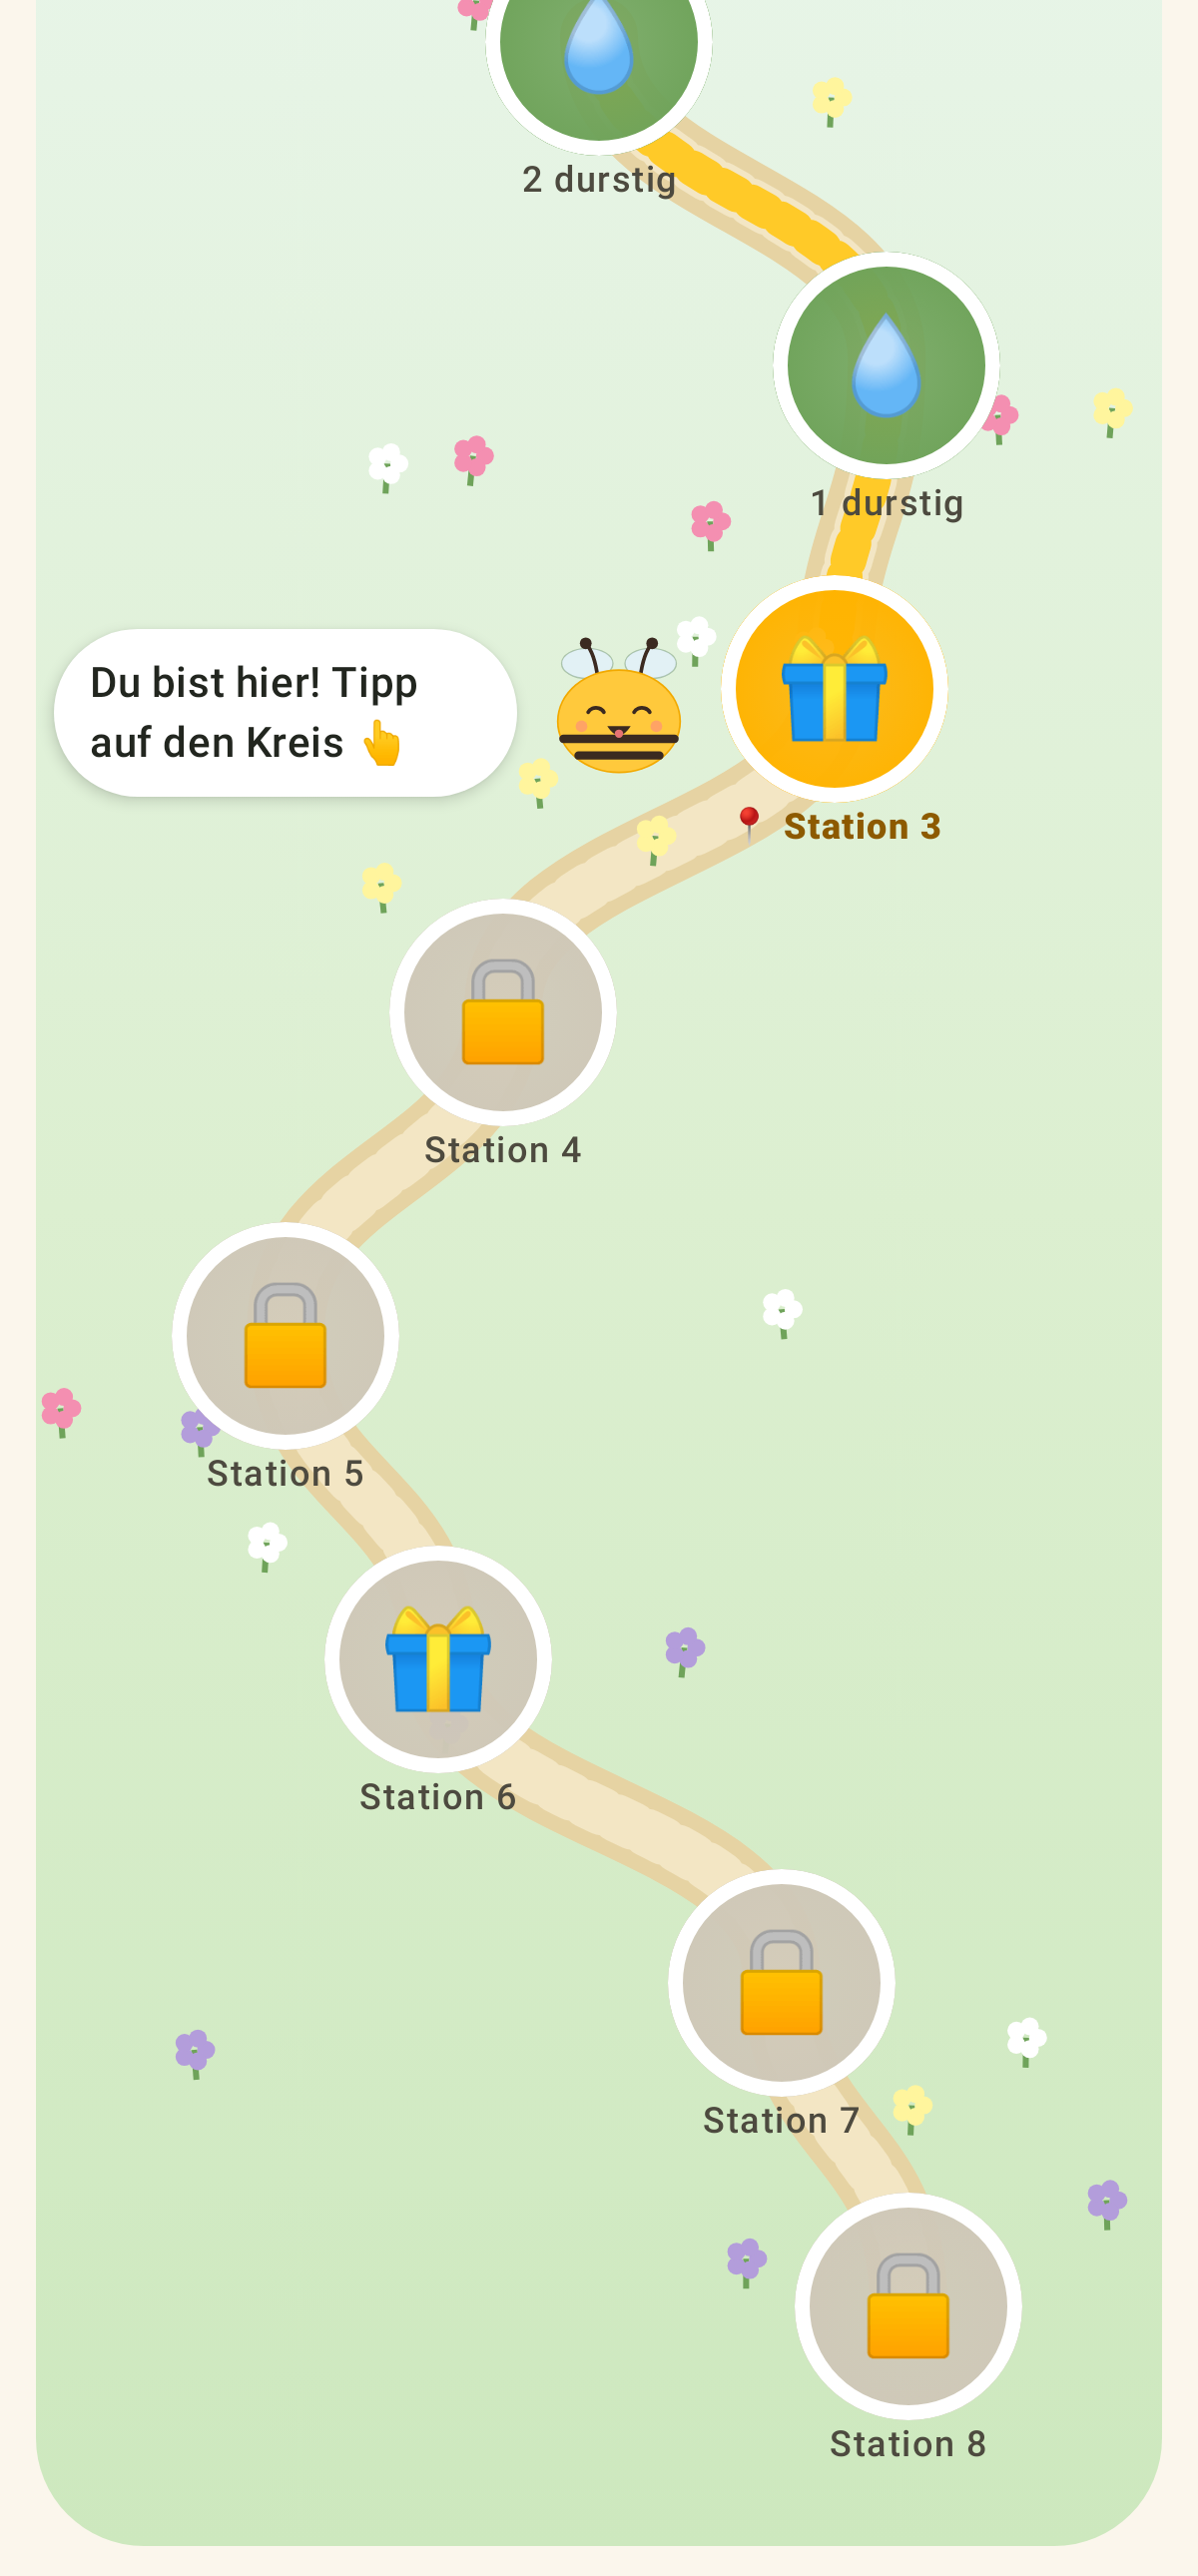 2 durstig
1 durstig
Du bist hier! Tipp
auf den Kreis 👆
📍 Station 3
Station 4
Station 5
Station 6
Station 7
Station 8